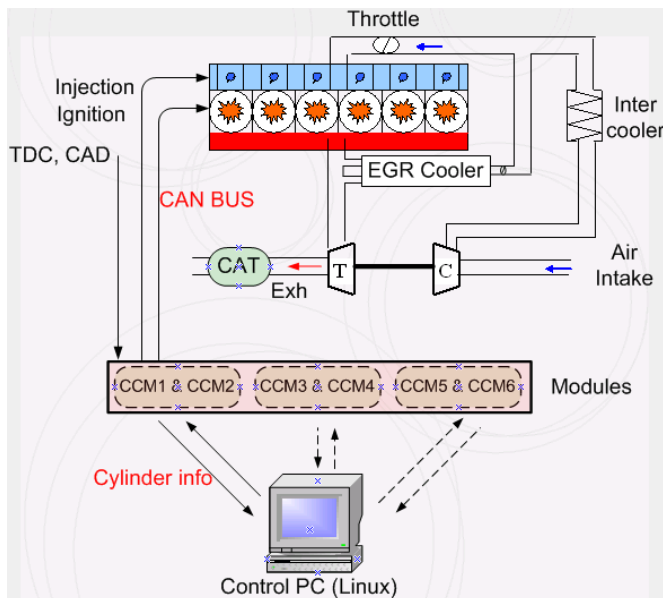 Throttle
Injection
Ignition
Inter
cooler
TDC, CAD
EGR Cooler
CAN BUS
CAT
T
C
Air
Intake
Exh
CCM1 & CCM2
CCM3 & CCM4
CCM5 & CCM6
Modules
Cylinder info
Control PC (Linux)